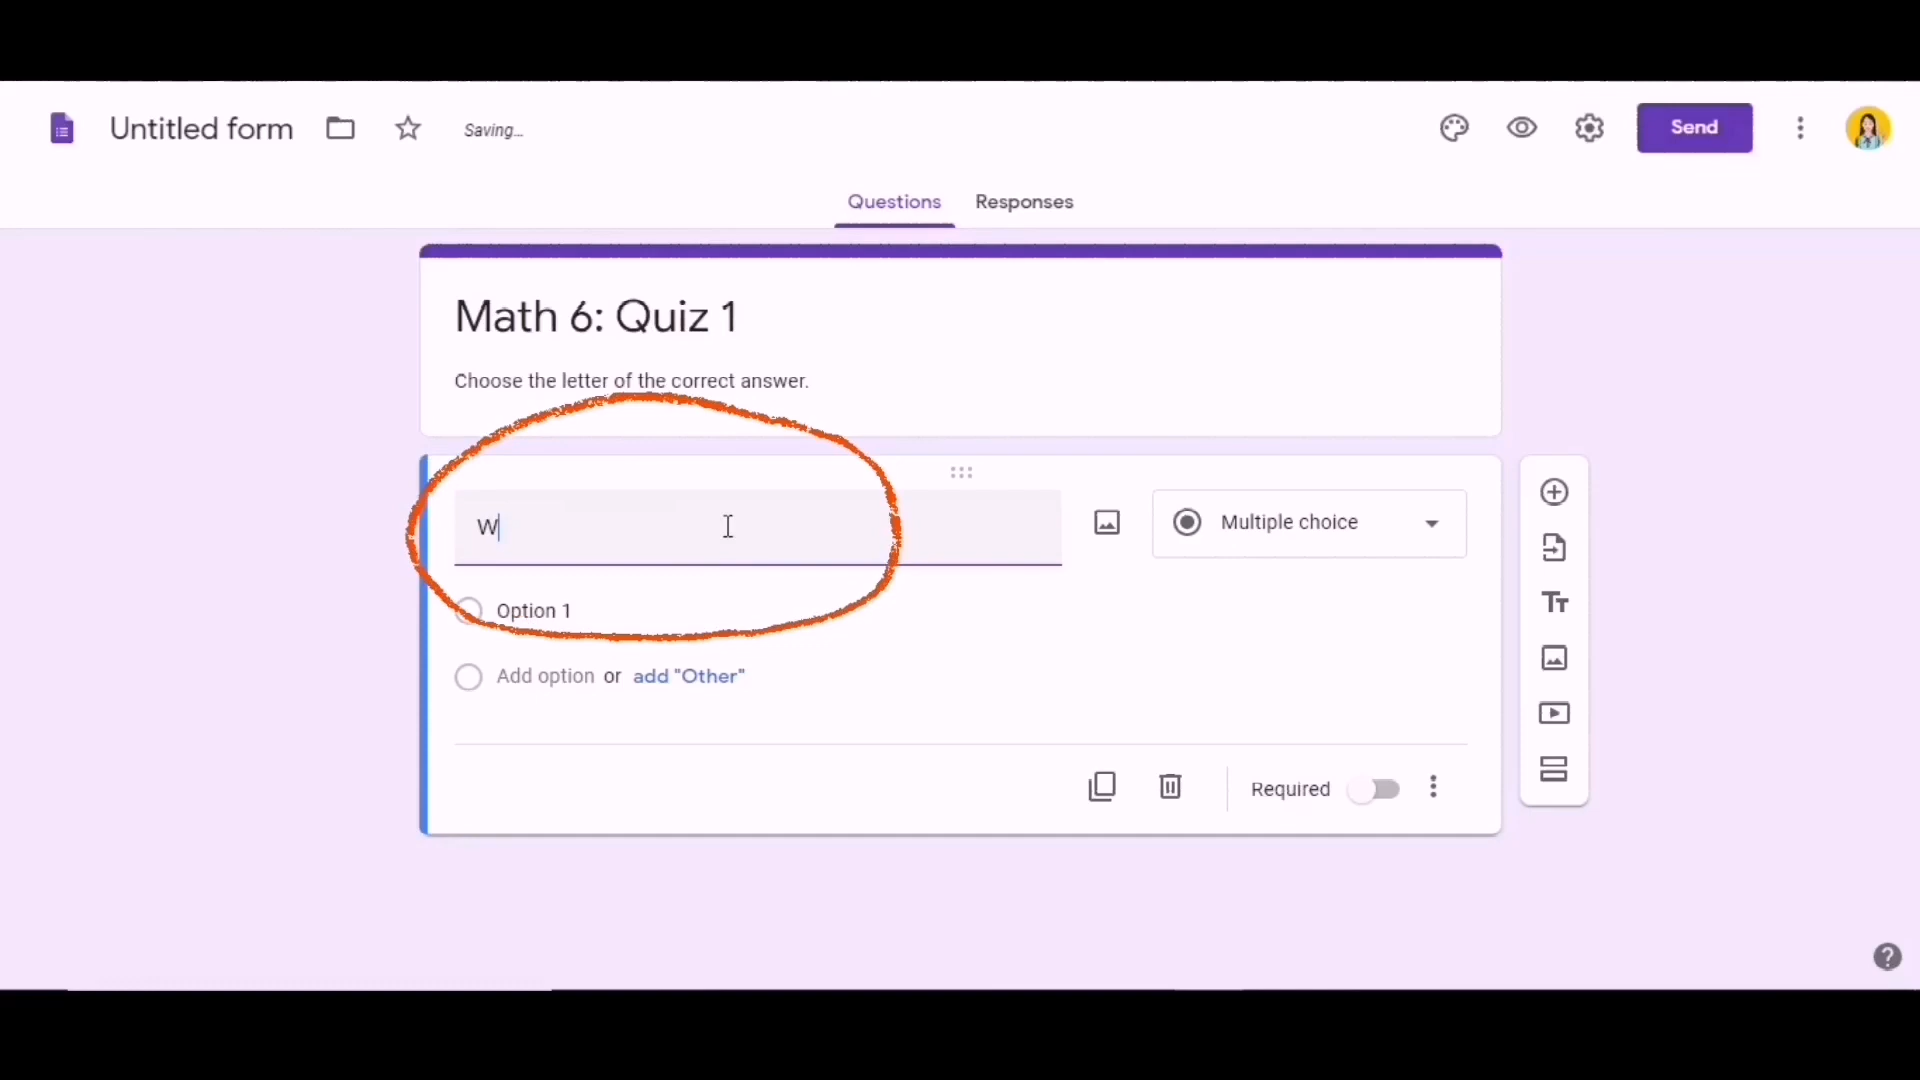 Untitled form
Saving...
Send
Questions
Responses
Math 6: Quiz 1
Choose the letter of the correct answer.
W
Multiple choice
Option 1
Add option or add "Other"
Required